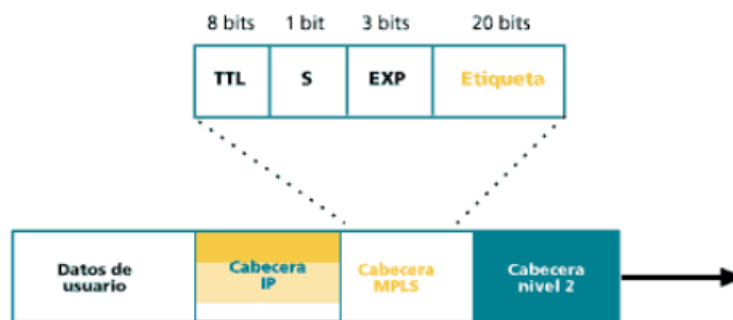 8 bits 1 bit 3 bits 20 bits
TTL S EXP Etiqueta
Datos de
usuario
Cabecera
IP
Cabecera
MPLS
Cabecera
nivel 2